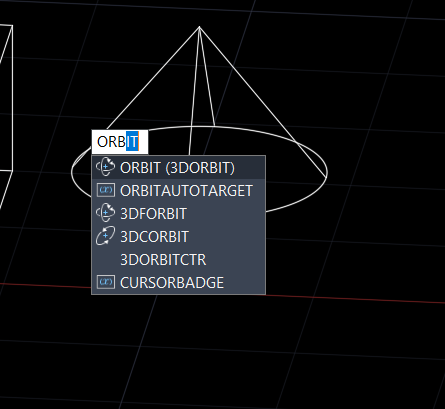 ORBIT
ORBIT (3DORBIT)
ORBITAUTOTARGET
3DFORBIT
3DCORBIT
3DORBITCTR
CURSORBADGE